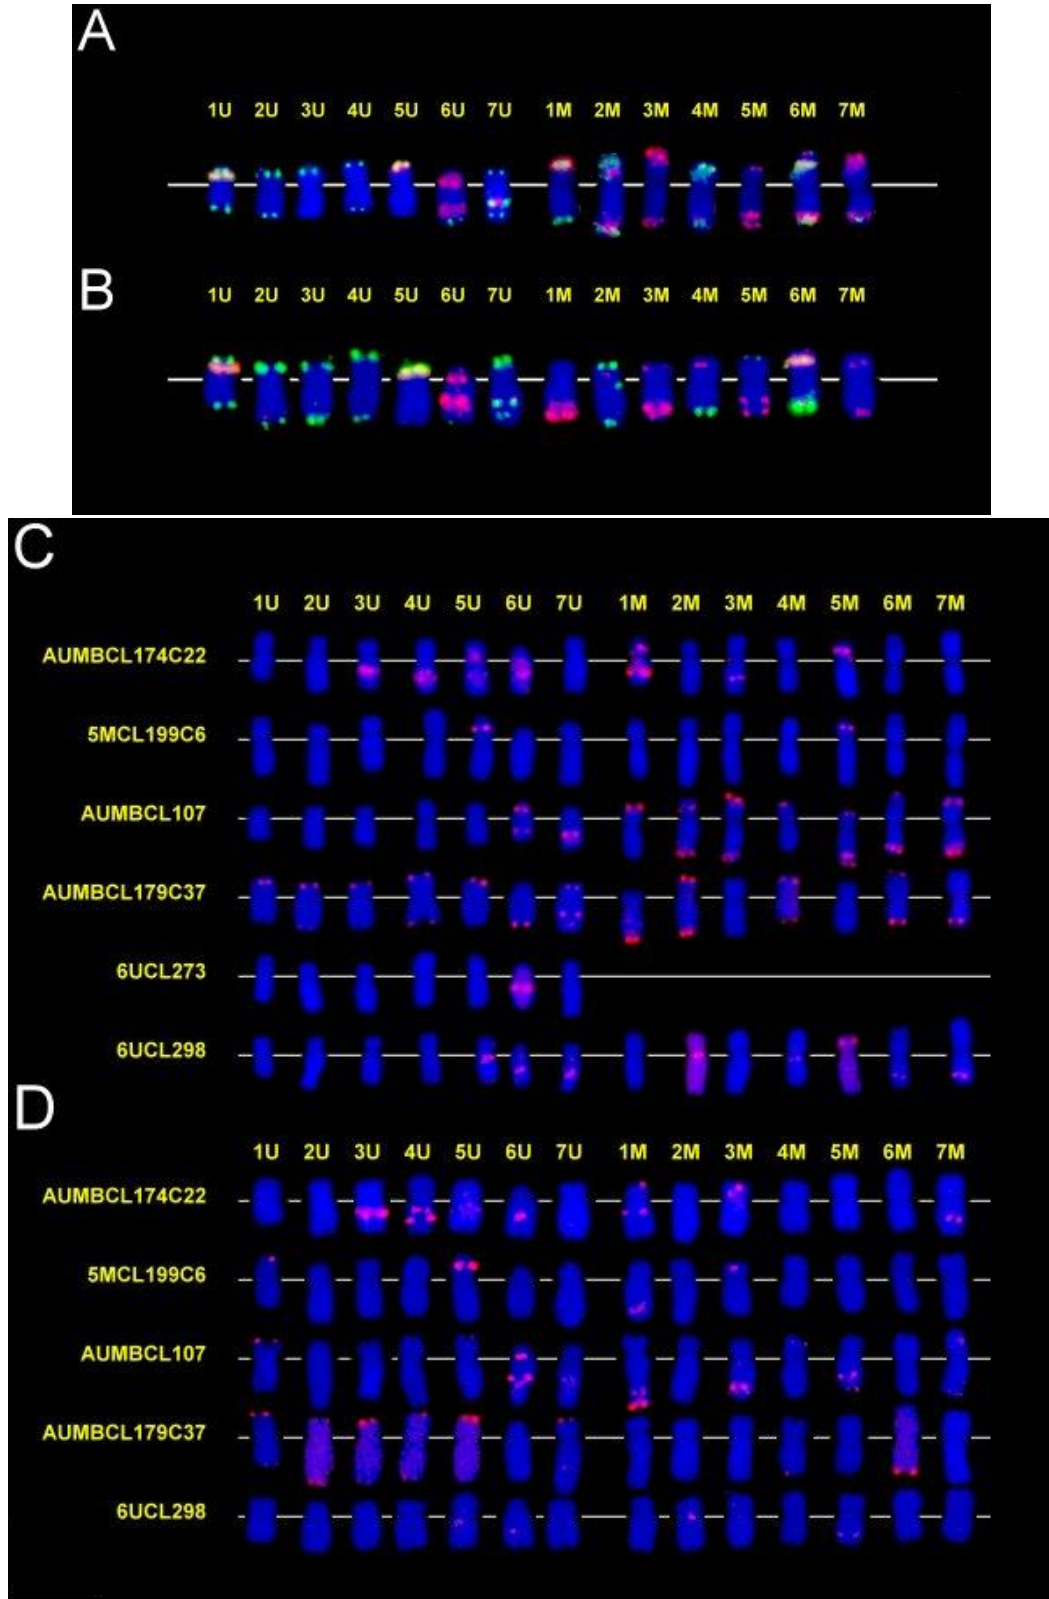 A
1U 2U 3U 4U 5U 6U 7U 1M 2M 3M 4M 5M 6M 7M
B
1U 2U 3U 4U 5U 6U 7U 1M 2M 3M 4M 5M 6M 7M
C
1U 2U 3U 4U 5U 6U 7U 1M 2M 3M 4M 5M 6M 7M
AUMBCL174C22
5MCL199C6
AUMBCL107
AUMBCL179C37
6UCL273
6UCL298
D
1U 2U 3U 4U 5U 6U 7U 1M 2M 3M 4M 5M 6M 7M
AUMBCL174C22
5MCL199C6
AUMBCL107
AUMBCL179C37
6UCL298